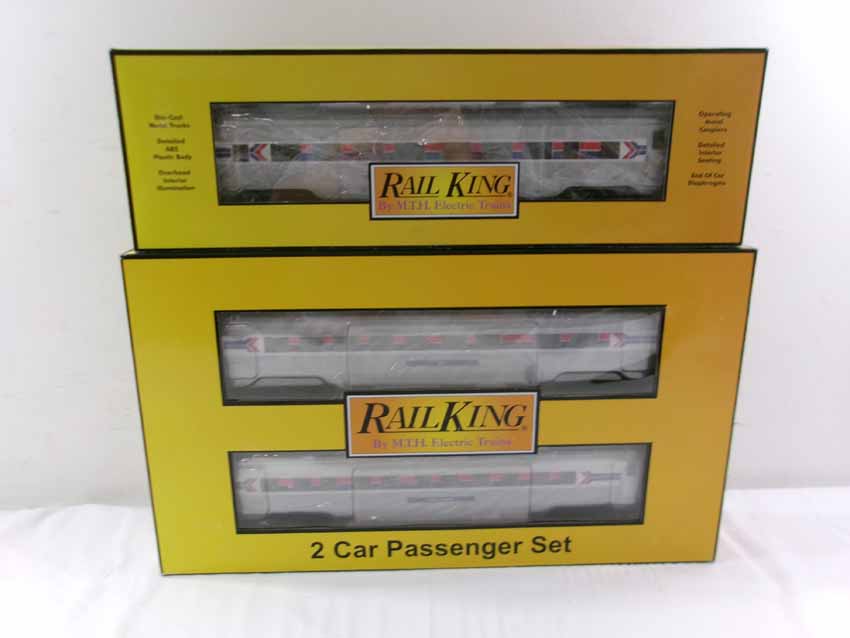 Die-Cast
Metal Trucks
Detailed
ABS
Plastic Body
Overhead
Interior
Illumination
Operating
Metal
Couplers
Detailed
Interior
Seating
End Of Car
Diaphragms
RAIL KING®
By M.T.H. Electric Trains
RAILKING®
By M.T.H. Electric Trains
2 Car Passenger Set